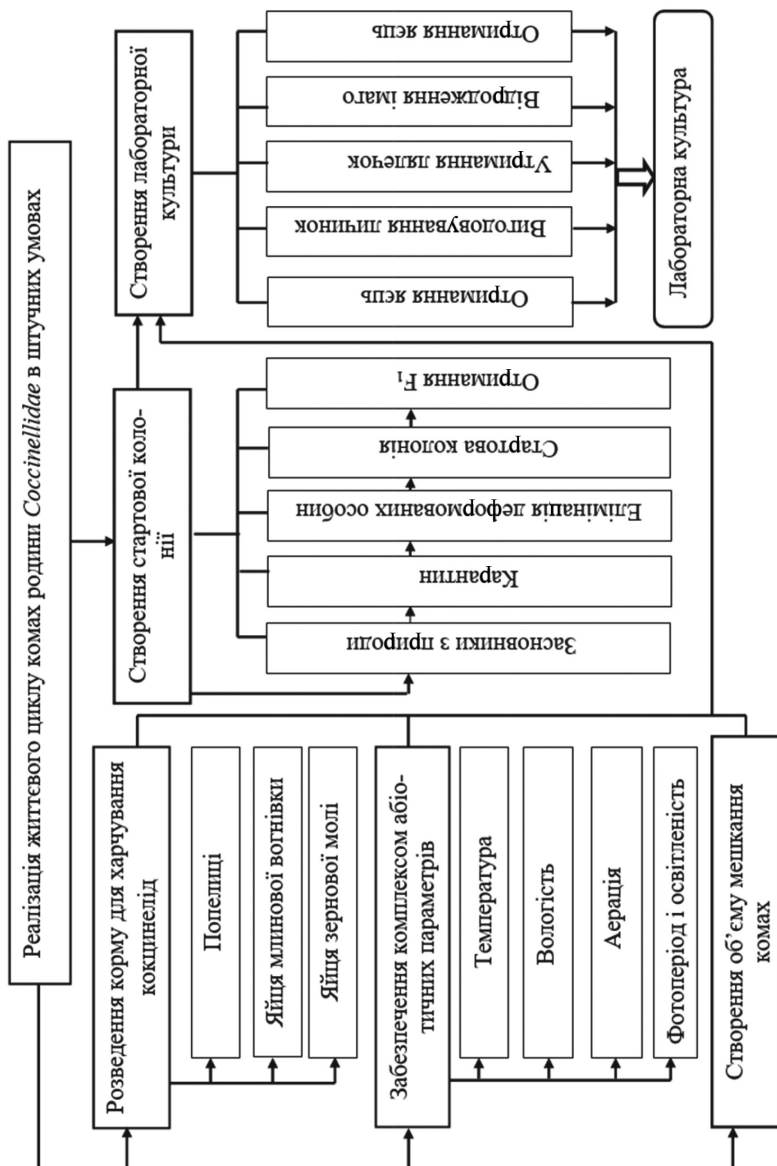 Реалізація життєвого циклу комах родини Coccinellidae в штучних умовах
Розведення корму для харчування
кокцинелід
Попелиці
Яйця млинової вогнівки
Яйця зернової молі
Забезпечення комплексом абіо-
тичних параметрів
Температура
Вологість
Аерація
Фотоперіод і освітленість
Створення об’єму мешкання
комах
Створення стартової коло-
нії
Засновники з природи
Карантин
Елімінація деформованих особин
Стартова колонія
Отримання F₁
Створення лабораторної
культури
Отримання яєць
Вигодовування личинок
Утримання лялечок
Відродження імаго
Отримання яєць
Лабораторна культура